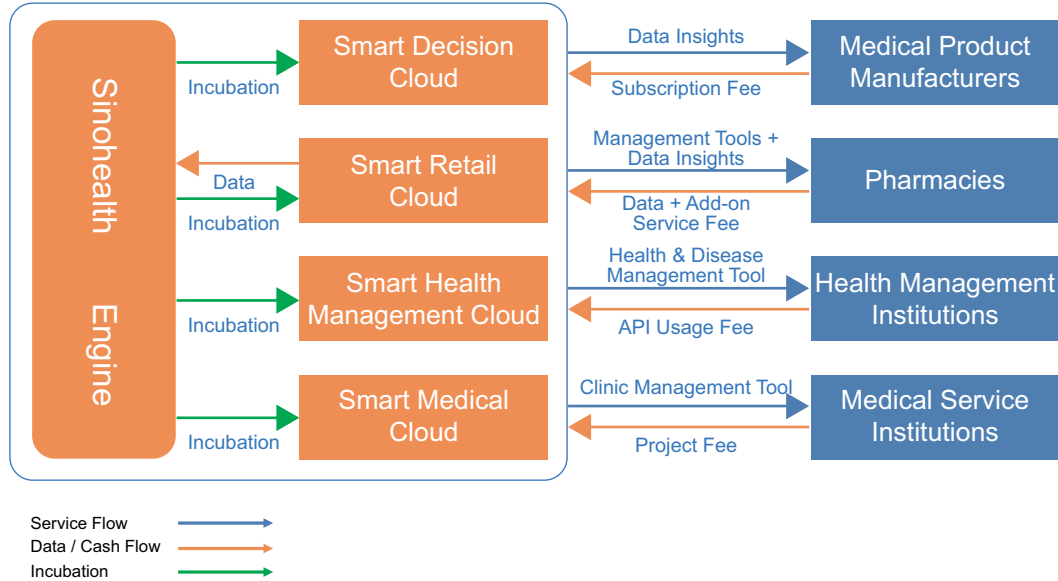 Sinohealth Engine
Incubation
Smart Decision
Cloud
Data Insights
Subscription Fee
Medical Product
Manufacturers
Data
Incubation
Smart Retail
Cloud
Management Tools +
Data Insights
Data + Add-on
Service Fee
Pharmacies
Incubation
Smart Health
Management Cloud
Health & Disease
Management Tool
API Usage Fee
Health Management
Institutions
Incubation
Smart Medical
Cloud
Clinic Management Tool
Project Fee
Medical Service
Institutions
Service Flow
Data / Cash Flow
Incubation